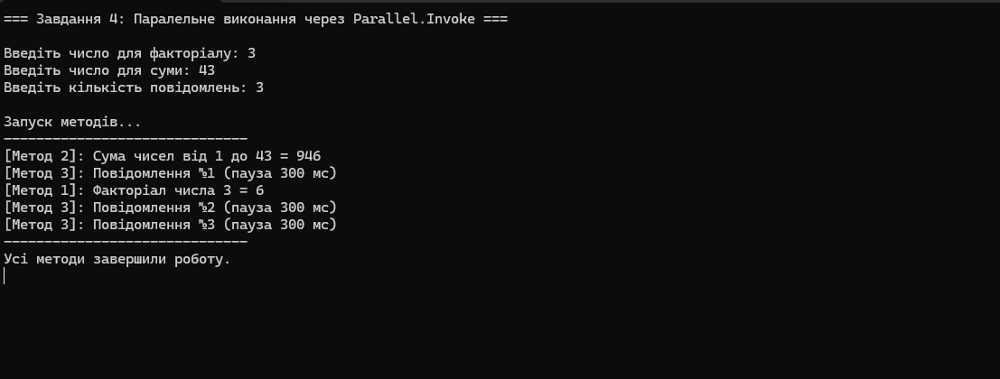 === Завдання 4: Паралельне виконання через Parallel.Invoke ===
Введіть число для факторіалу: 3
Введіть число для суми: 43
Введіть кількість повідомлень: 3
Запуск методів...
------------------------------
[Метод 2]: Сума чисел від 1 до 43 = 946
[Метод 3]: Повідомлення №1 (пауза 300 мс)
[Метод 1]: Факторіал числа 3 = 6
[Метод 3]: Повідомлення №2 (пауза 300 мс)
[Метод 3]: Повідомлення №3 (пауза 300 мс)
------------------------------
Усі методи завершили роботу.